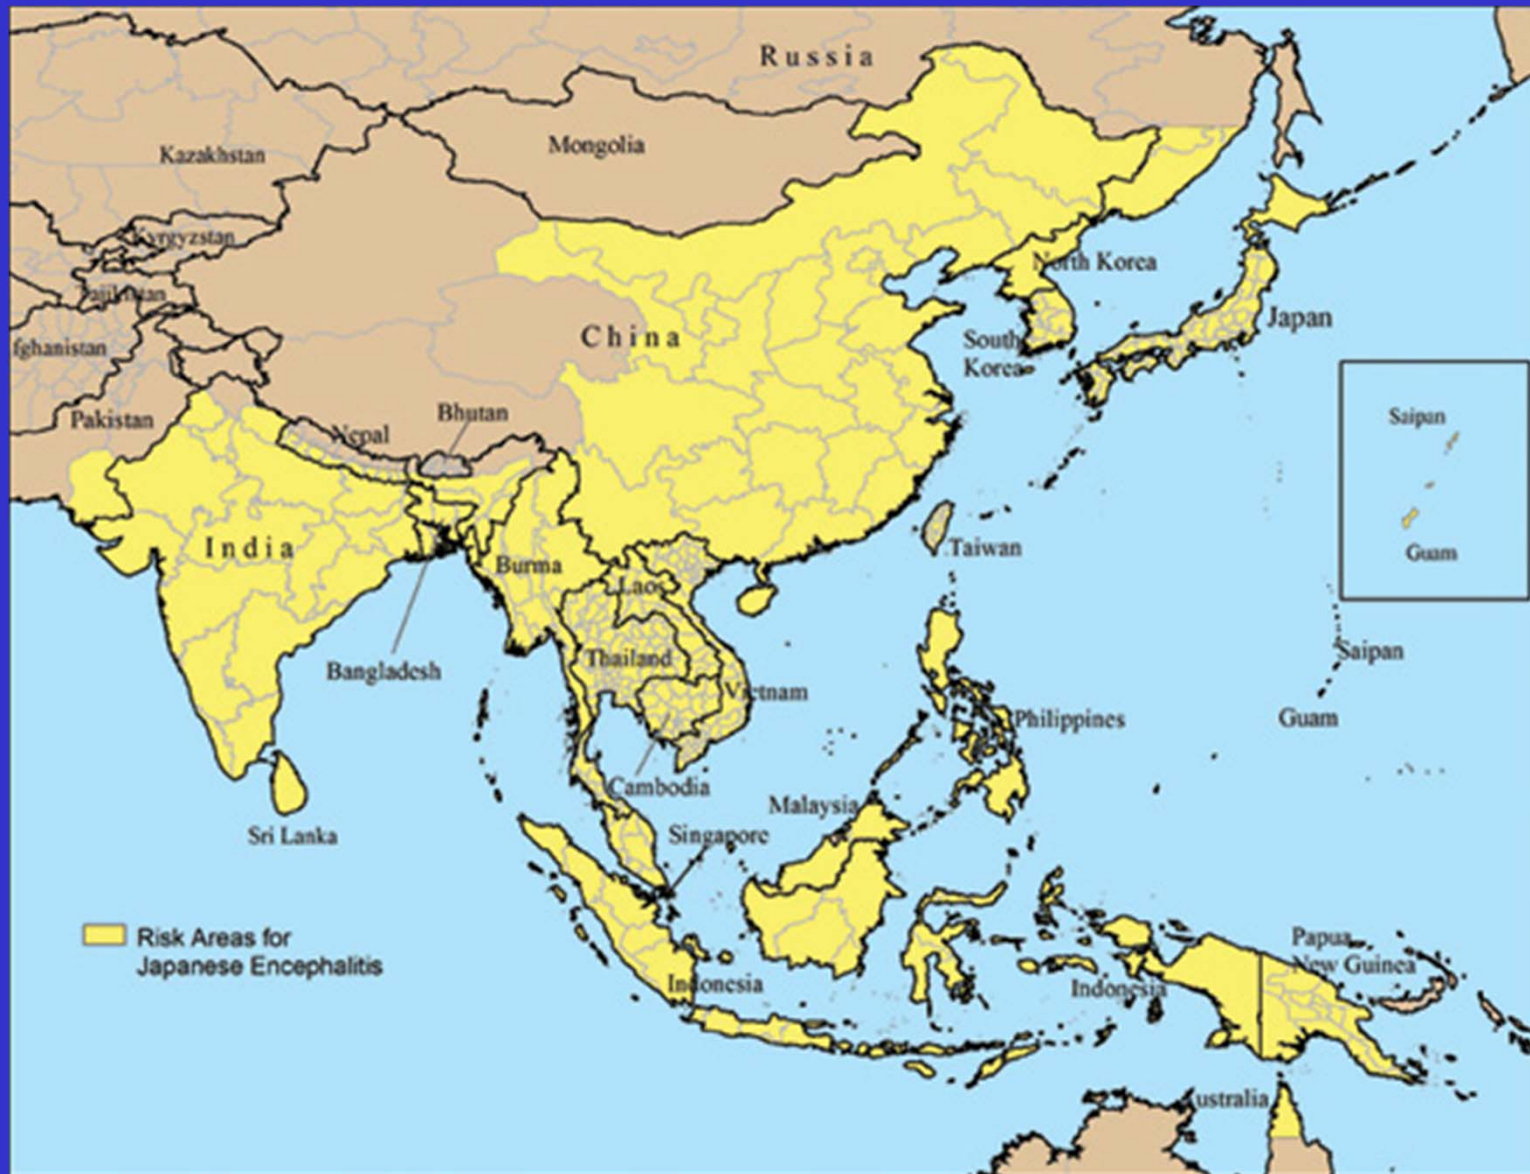 Russia
Kazakhstan
Mongolia
Kyrgyzstan
Tajikistan
North Korea
fghanistan
China
Japan
South
Korea
Pakistan
Nepal
Bhutan
Saipan
Guam
India
Burma
Laos
Taiwan
Bangladesh
Thailand
Vietnam
Saipan
Guam
Philippines
Cambodia
Malaysia
Sri Lanka
Singapore
Risk Areas for
Japanese Encephalitis
Indonesia
Indonesia
Papua
New Guinea
ustralia